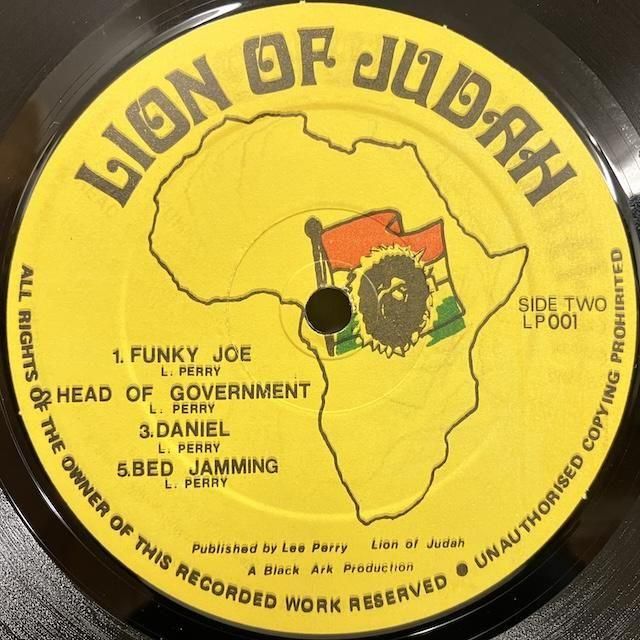 LION OF JUDAH
SIDE TWO
LP001
1. FUNKY JOE
L. PERRY
HEAD OF GOVERNMENT
L. PERRY
3.DANIEL
L. PERRY
5.BED JAMMING
L. PERRY
Published by Lee Perry Lion of Judah
A Black Ark Production
ALL RIGHTS OF THE OWNER OF THIS RECORDED WORK RESERVED ● UNAUTHORISED COPYING PROHIBITED